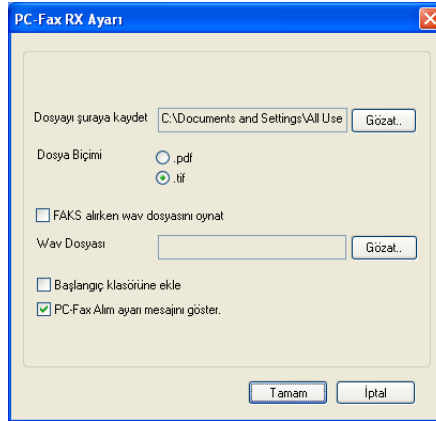 PC-Fax RX Ayarı
Dosyayı şuraya kaydet C:\Documents and Settings\All Use Gözat..
Dosya Biçimi .pdf
.tif
FAKS alırken wav dosyasını oynat
Wav Dosyası Gözat..
Başlangıç klasörüne ekle
PC-Fax Alım ayarı mesajını göster.
Tamam İptal